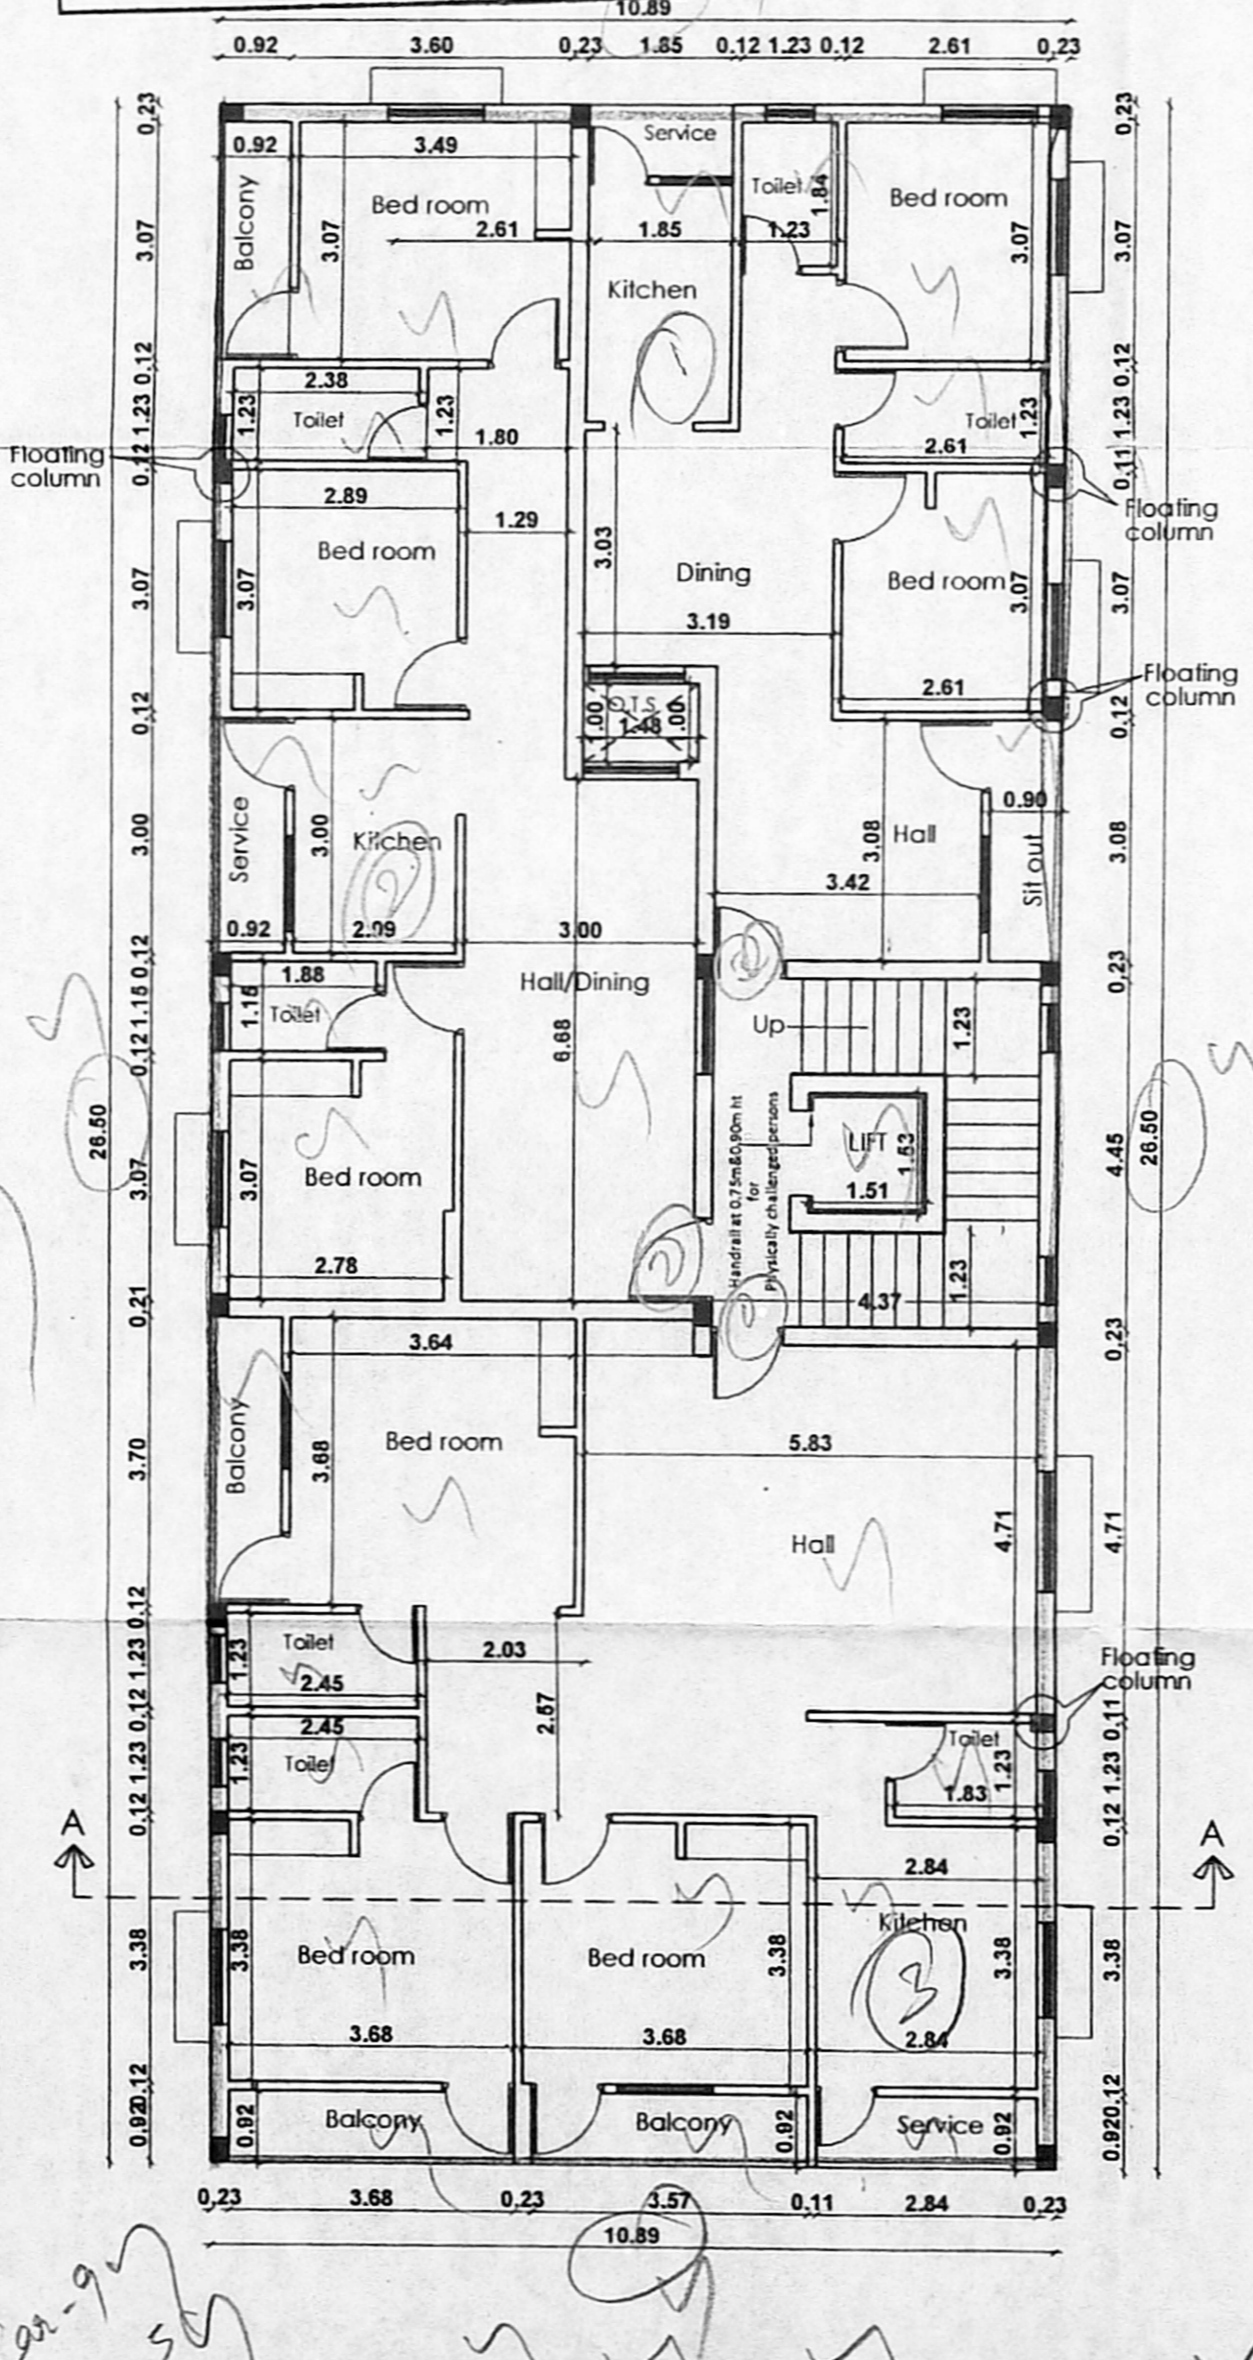 10.89
0.92 3.60 0.23 1.85 0.12 1.23 0.12 2.61 0.23
0.23
0.23
Service
0.92
3.49
Toilet
1.84
Bed room
Bed room
Balcony
3.07
3.07
2.61
1.85
1.23
3.07
3.07
Kitchen
1
0.12
0.12
2.38
1.23
Toilet
1.23
1.23
1.80
Toilet
1.23
1.23
2.61
Floating
column
0.12
0.11
2.89
1.29
Floating
column
Bed room
3.03
Dining
Bed room
3.07
3.07
3.07
3.07
3.19
2.61
Floating
column
0.12
0.12
O.T.S
1.48
.00
.00
Service
3.00
3.00
Kitchen
2
Hall
3.08
3.08
0.90
Sit out
3.42
0.92
2.09
3.00
0.12
0.23
1.88
Hall/Dining
1.15
1.15
Toilet
Up
1.23
6.68
0.12
26.50
3.07
3.07
Bed room
Handrail at 0.75m&0.90m ht
for
Physically challenged persons
LIFT
1.53
1.51
4.45
26.50
2.78
1.23
4.37
0.21
0.23
3.64
Balcony
3.70
3.68
Bed room
5.83
Hall
4.71
4.71
0.12
Toilet
1.23
1.23
2.45
2.03
Floating
column
2.57
0.12
0.11
2.45
Toilet
1.23
1.23
Toilet
1.23
1.23
1.83
0.12
0.12
A
A
2.84
Kitchen
3
3.38
3.38
Bed room
Bed room
3.38
3.38
3.38
3.68
3.68
2.84
0.12
0.12
0.92
0.92
Balcony
Balcony
0.92
Service
0.92
0.92
0.23 3.68 0.23 3.57 0.11 2.84 0.23
10.89